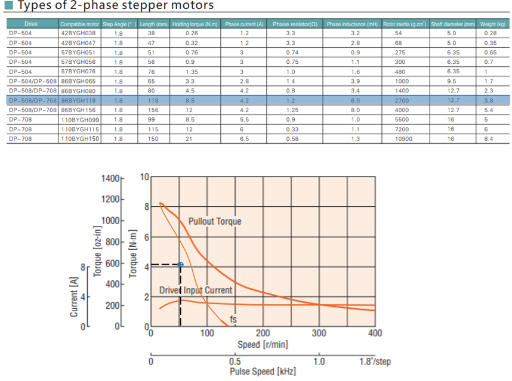 Types of 2-phase stepper motors
Drive Compatible motor Step Angle (° Length (mm) Holding torque (N.m) Phase current (A) Phase resistor(Ω) Phase inductance (mH) Rotor inertia (g.cm²) Shaft diameter (mm) Weight (kg)
DP-504 42BYGH038 1.8 38 0.26 1.2 3.3 3.2 54 5.0 0.28
DP-504 42BYGH047 1.8 47 0.32 1.2 3.3 2.8 68 5.0 0.35
DP-504 57BYGH051 1.8 51 0.76 3 0.74 0.9 275 6.35 0.65
DP-504 57BYGH056 1.8 58 0.9 3 0.75 1.1 300 6.35 0.7
DP-504 57BYGH076 1.8 76 1.35 3 1.0 1.6 480 6.35 1
DP-504/DP-508 86BYGH065 1.8 65 3.3 2.8 1.4 3.9 1000 9.5 1.7
DP-508/DP-708 86BYGH080 1.8 80 4.5 4.2 0.8 3.4 1400 12.7 2.3
DP-508/DP-708 86BYGH118 1.8 118 8.5 4.2 1.2 6.0 2700 12.7 3.8
DP-508/DP-708 86BYGH156 1.8 156 12 4.2 1.25 8.0 4000 12.7 5.4
DP-708 110BYGH099 1.8 99 8.5 5.5 0.9 1.0 5500 16 5
DP-708 110BYGH115 1.8 115 12 6 0.33 1.1 7200 16 6
DP-708 110BYGH150 1.8 150 21 6.5 0.58 1.3 10900 16 8.4
1400 10
1200 8
1000
800 6
8 600 4
4 400 2
200
0 0 0
Current [A]
Torque [oz-in]
Torque [N·m]
Pullout Torque
Driver Input Current
fs
0 100 200 300 400
Speed [r/min]
0 0.5 1.0 1.8°/step
Pulse Speed [kHz]